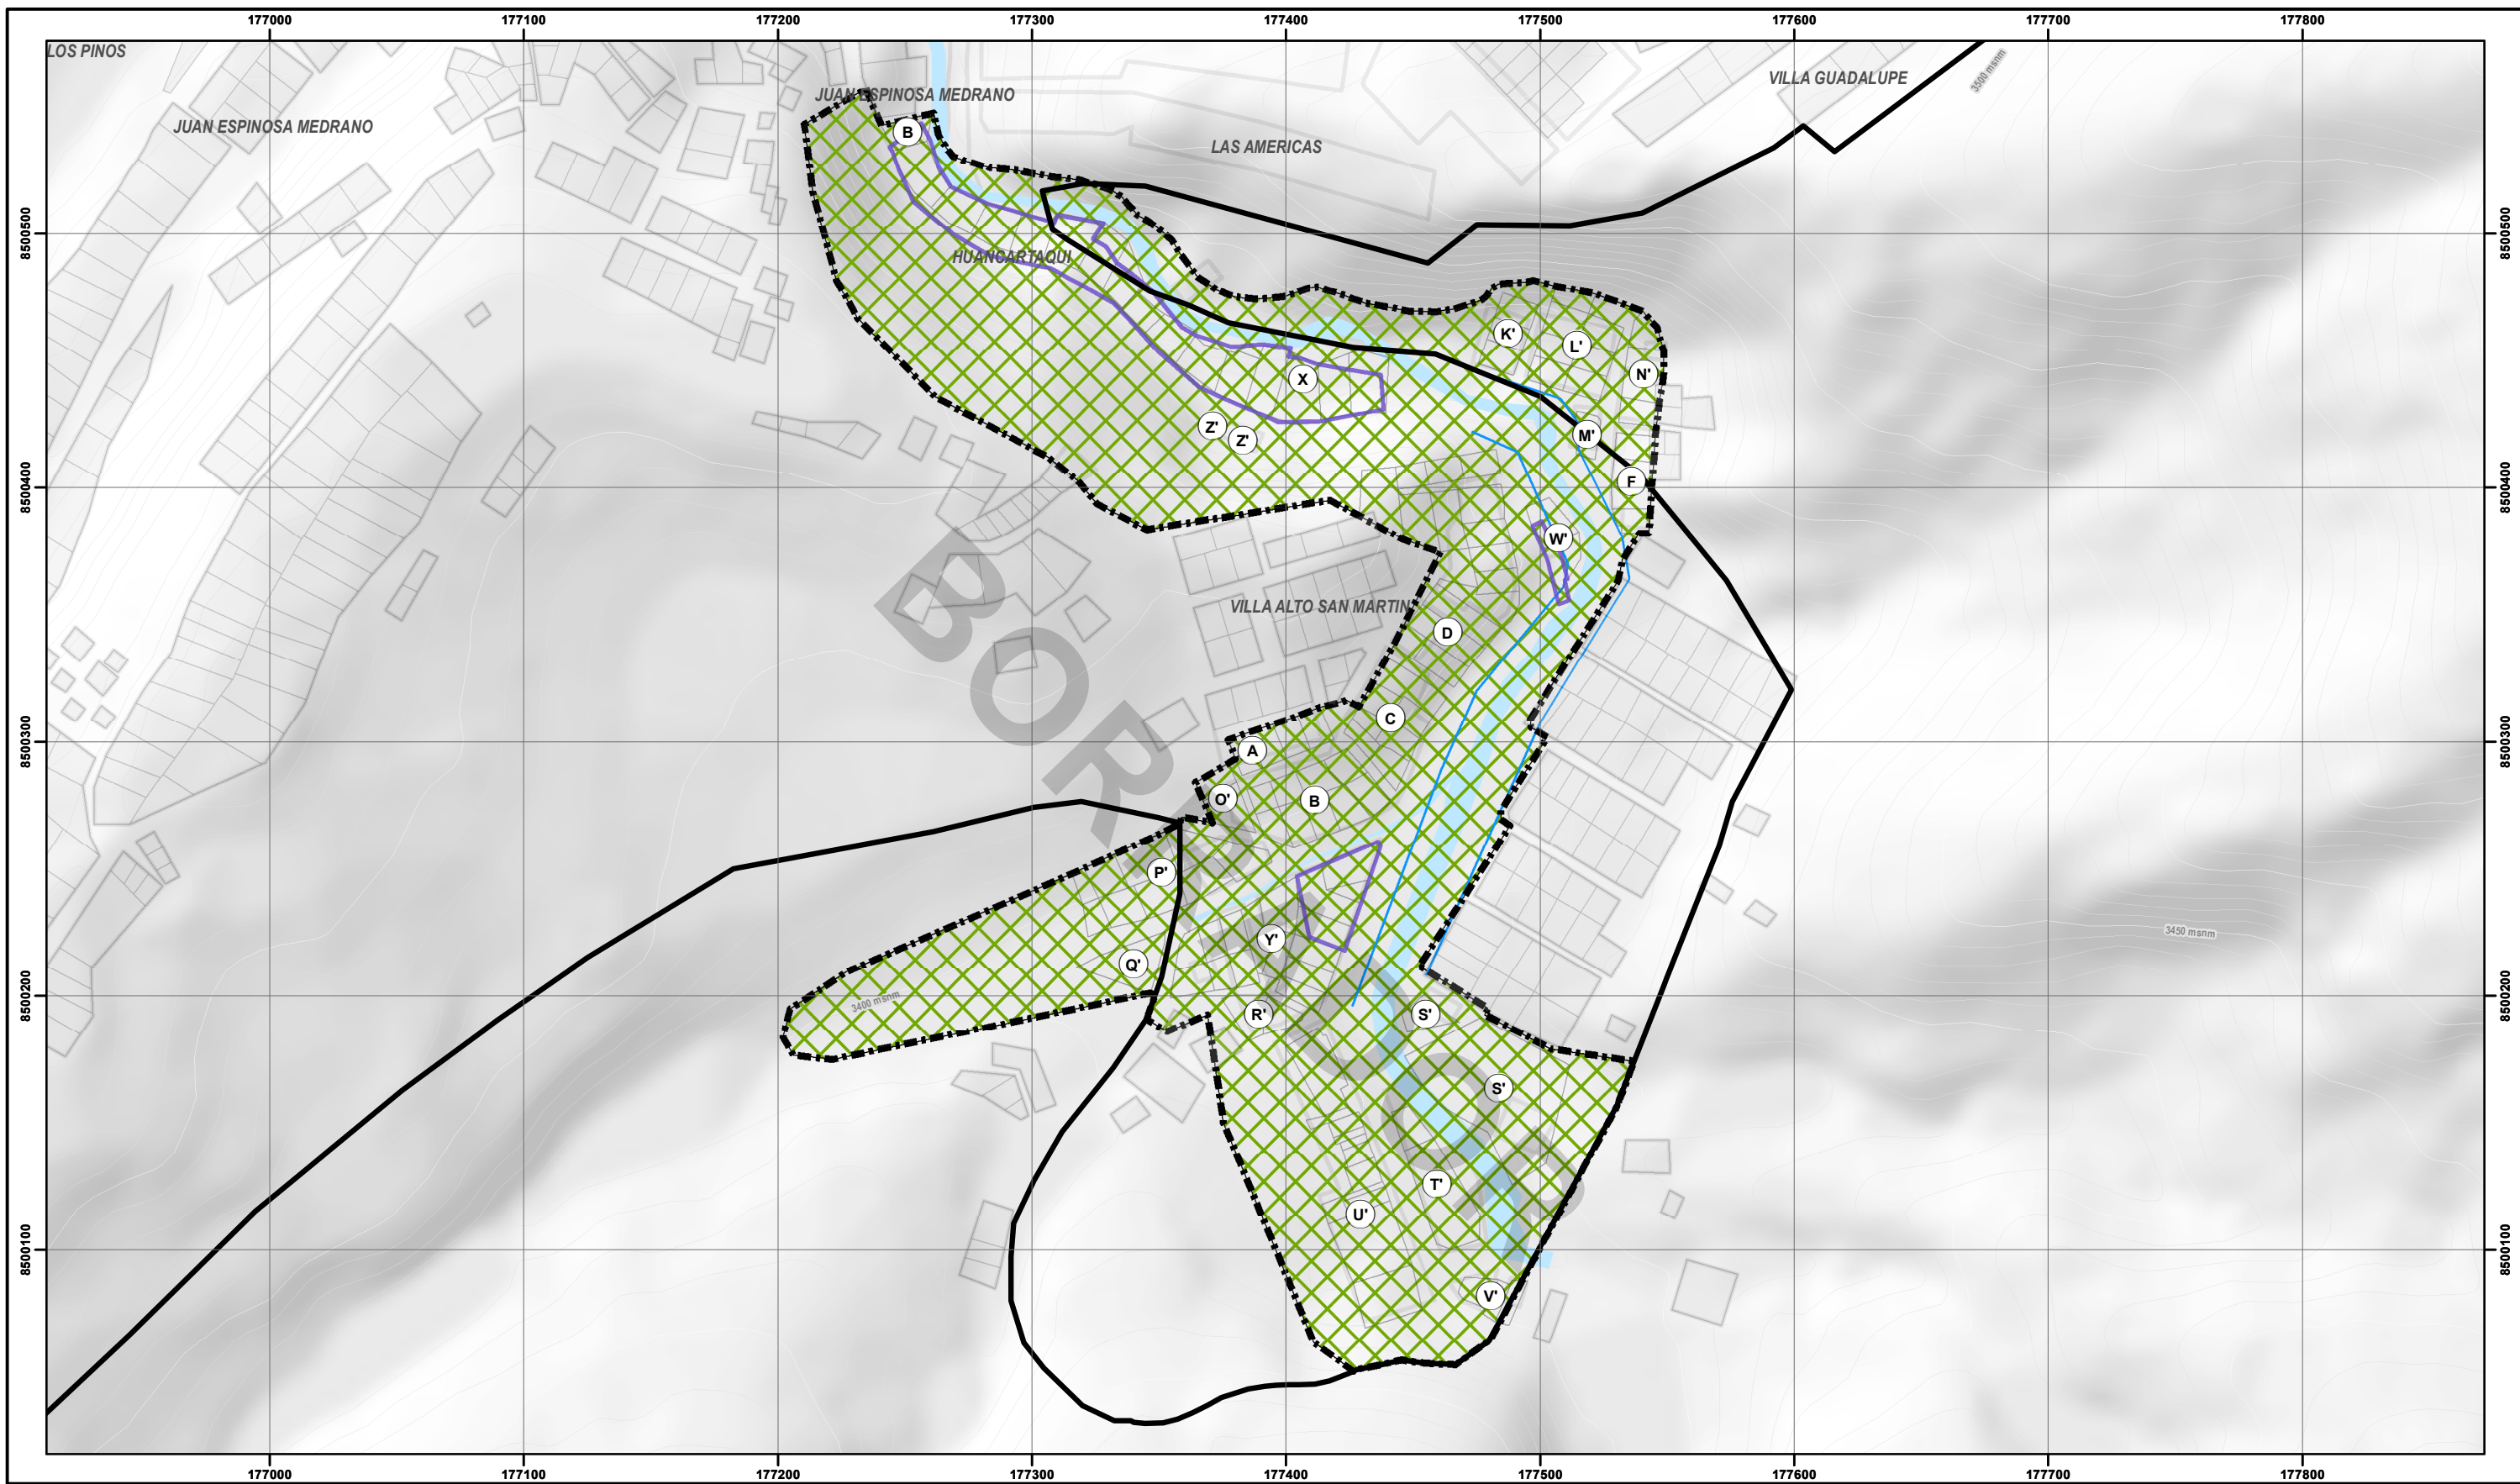 177000 177100 177200 177300 177400 177500 177600 177700 177800
LOS PINOS
VILLA GUADALUPE
3500 msnm
JUAN ESPINOSA MEDRANO
JUAN ESPINOSA MEDRANO
B
LAS AMERICAS
8500500 8500500
HUANCARTAQUI
K'
L'
N'
X
Z'
Z'
M'
F
8500400 8500400
W'
VILLA ALTO SAN MARTIN
D
C
8500300 8500300
A
O'
B
P'
Y'
3450 msnm
Q'
8500200 8500200
3400 msnm
R'
S'
S'
T'
U'
8500100 8500100
V'
BORRADOR
177000 177100 177200 177300 177400 177500 177600 177700 177800